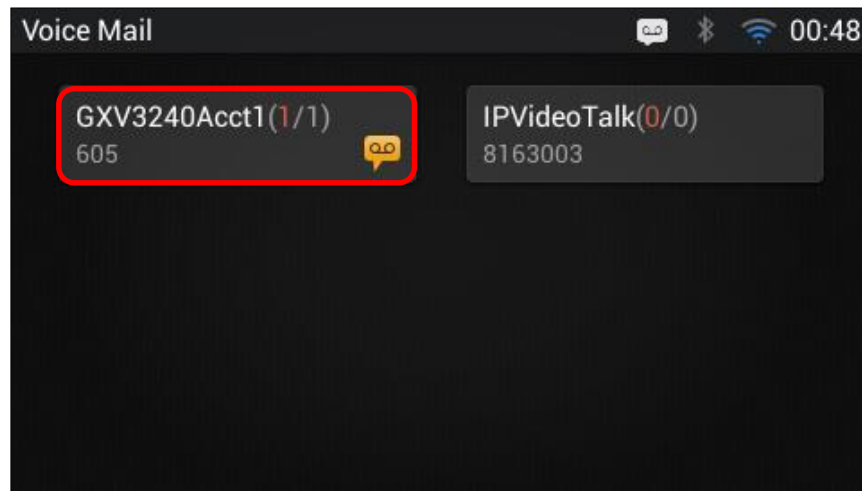 Voice Mail 00:48
GXV3240Acct1(1/1)
605
IPVideoTalk(0/0)
8163003